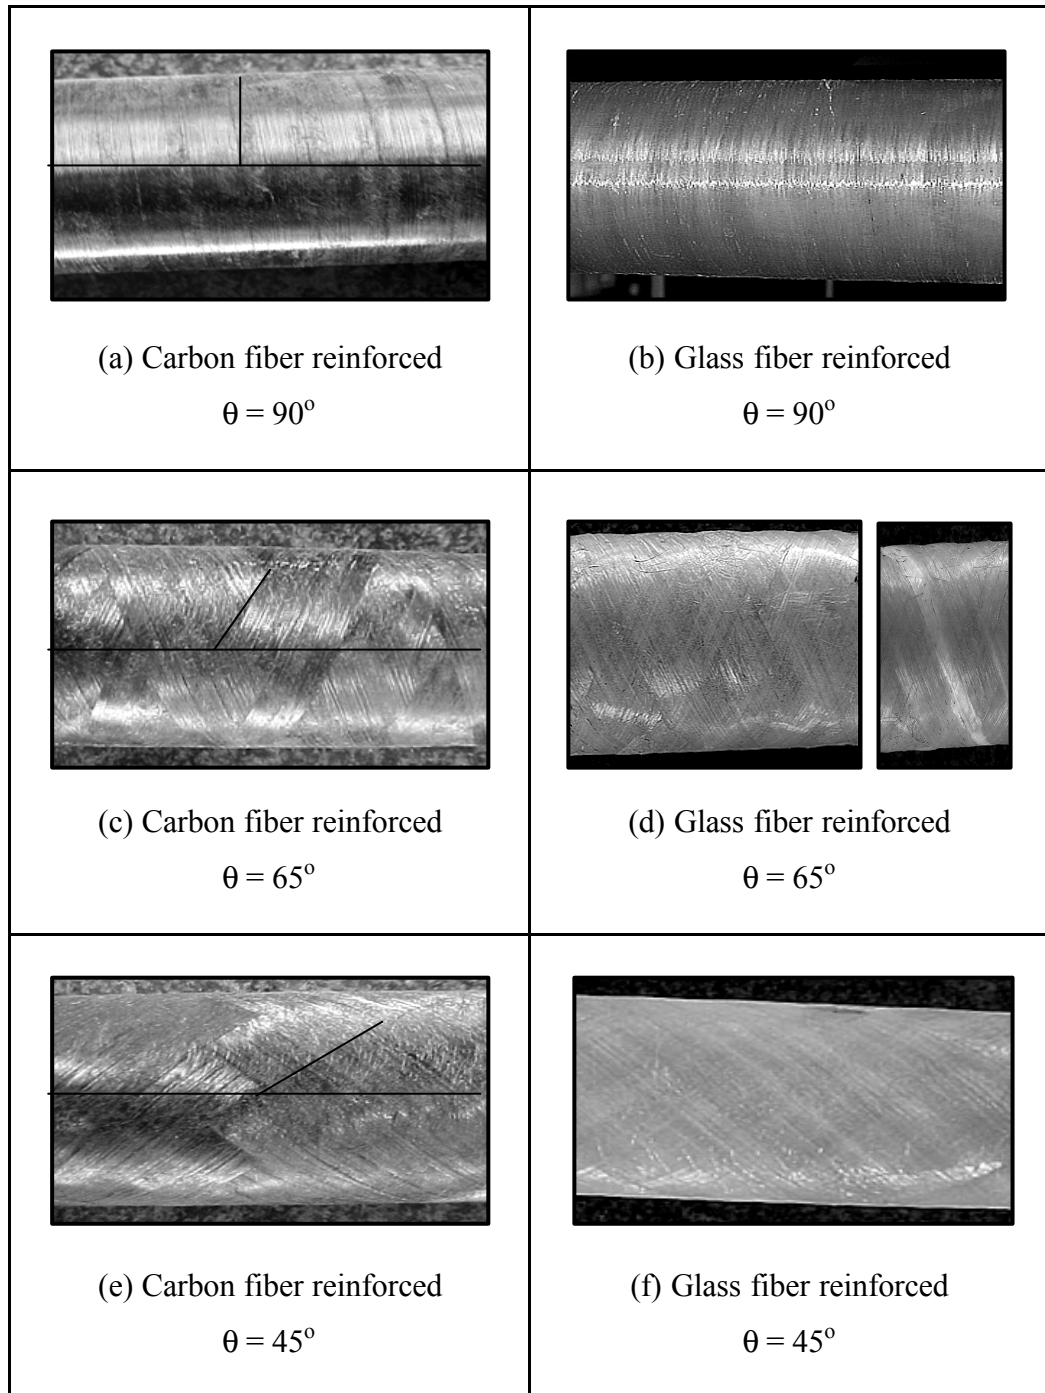 (a) Carbon fiber reinforced
θ = 90°
(b) Glass fiber reinforced
θ = 90°
(c) Carbon fiber reinforced
θ = 65°
(d) Glass fiber reinforced
θ = 65°
(e) Carbon fiber reinforced
θ = 45°
(f) Glass fiber reinforced
θ = 45°